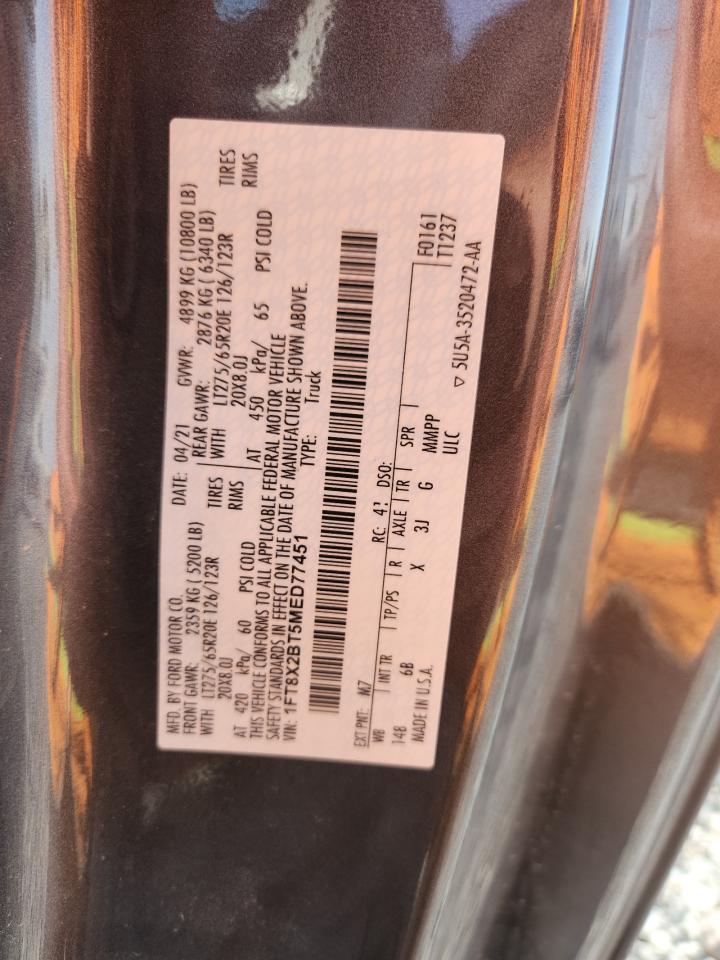 MFD. BY FORD MOTOR CO.
DATE: 04/21 GVWR: 4899 KG (10800 LB)
FRONT GAWR: 2359 KG ( 5200 LB) REAR GAWR: 2876 KG ( 6340 LB)
WITH LT275/65R20E 126/123R TIRES WITH LT275/65R20E 126/123R TIRES
20X8.0J RIMS 20X8.0J RIMS
AT 420 kPa/ 60 PSI COLD AT 450 kPa/ 65 PSI COLD
THIS VEHICLE CONFORMS TO ALL APPLICABLE FEDERAL MOTOR VEHICLE
SAFETY STANDARDS IN EFFECT ON THE DATE OF MANUFACTURE SHOWN ABOVE.
VIN: 1FT8X2BT5MED77451 TYPE: Truck
EXT PNT: M7 RC: 41 DSO:
WB INT TR TP/PS R AXLE TR SPR F0161
148 6B X 3J G MMPP T1237
MADE IN U.S.A. ULC
▽ 5U5A-3520472-AA